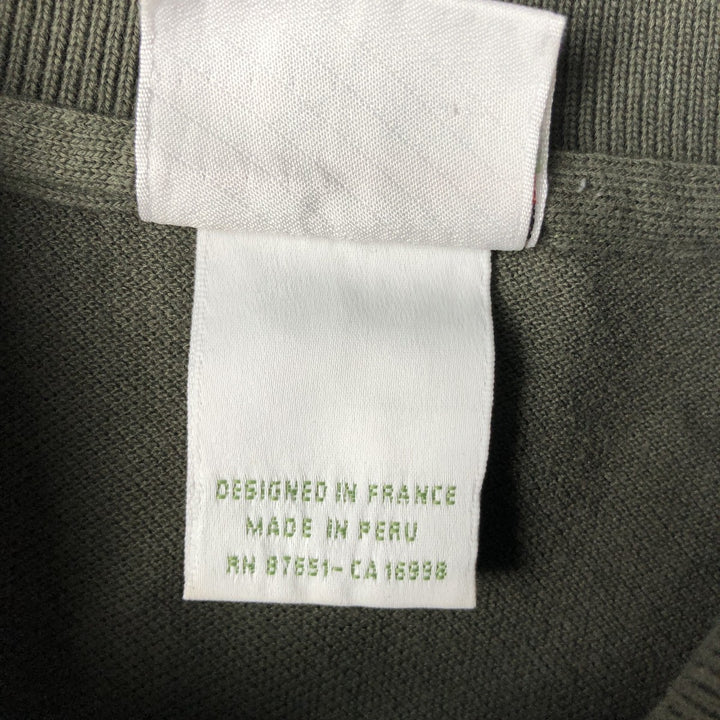 DESIGNED IN FRANCE
MADE IN PERU
RN 87651-CA 16998